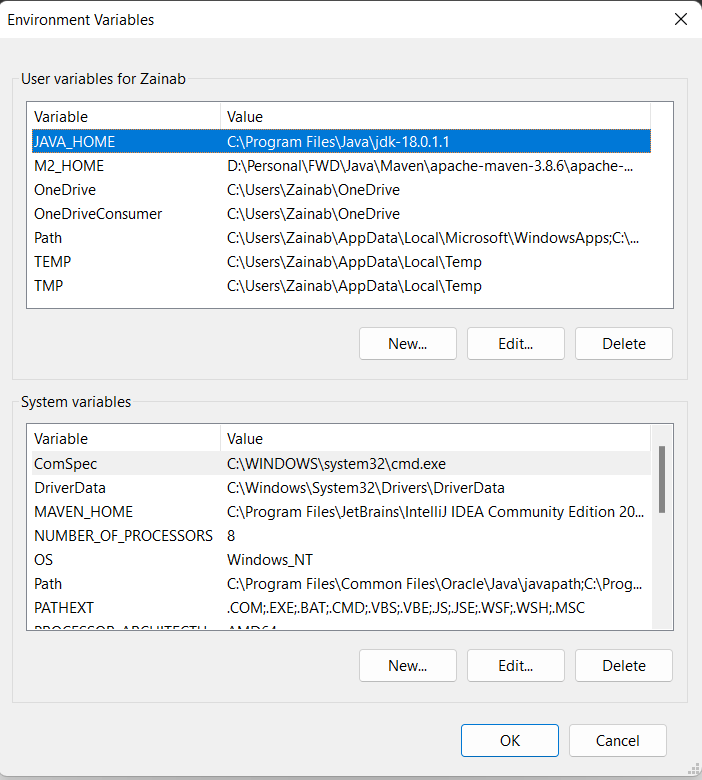 Environment Variables
User variables for Zainab
Variable Value
JAVA_HOME C:\Program Files\Java\jdk-18.0.1.1
M2_HOME D:\Personal\FWD\Java\Maven\apache-maven-3.8.6\apache-...
OneDrive C:\Users\Zainab\OneDrive
OneDriveConsumer C:\Users\Zainab\OneDrive
Path C:\Users\Zainab\AppData\Local\Microsoft\WindowsApps;C:\...
TEMP C:\Users\Zainab\AppData\Local\Temp
TMP C:\Users\Zainab\AppData\Local\Temp
New... Edit... Delete
System variables
Variable Value
ComSpec C:\WINDOWS\system32\cmd.exe
DriverData C:\Windows\System32\Drivers\DriverData
MAVEN_HOME C:\Program Files\JetBrains\IntelliJ IDEA Community Edition 20...
NUMBER_OF_PROCESSORS 8
OS Windows_NT
Path C:\Program Files\Common Files\Oracle\Java\javapath;C:\Prog...
PATHEXT .COM;.EXE;.BAT;.CMD;.VBS;.VBE;.JS;.JSE;.WSF;.WSH;.MSC
PROCESSOR_ARCHITECTU... AMD64
New... Edit... Delete
OK Cancel